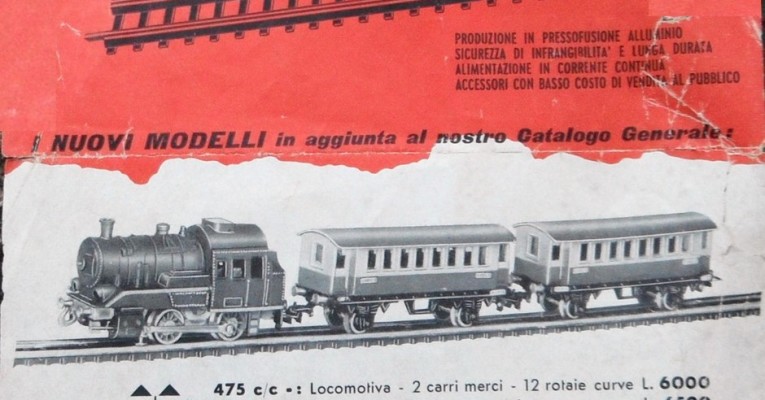 PRODUZIONE IN PRESSOFUSIONE ALLUMINIO
SICUREZZA DI INFRANGIBILITA' E LUNGA DURATA
ALIMENTAZIONE IN CORRENTE CONTINUA
ACCESSORI CON BASSO COSTO DI VENDITA AL PUBBLICO
I NUOVI MODELLI in aggiunta al nostro Catalogo Generale:
475 c/c -: Locomotiva - 2 carri merci - 12 rotaie curve L. 6000